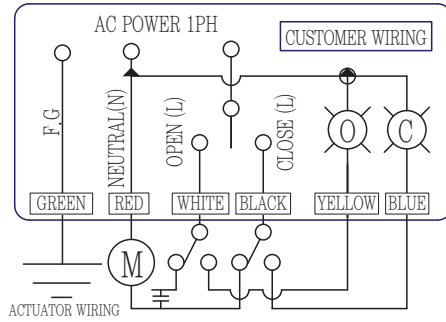 AC POWER 1PH
CUSTOMER WIRING
F.G
NEUTRAL(N)
OPEN (L)
CLOSE (L)
O
C
GREEN
RED
WHITE
BLACK
YELLOW
BLUE
M
ACTUATOR WIRING